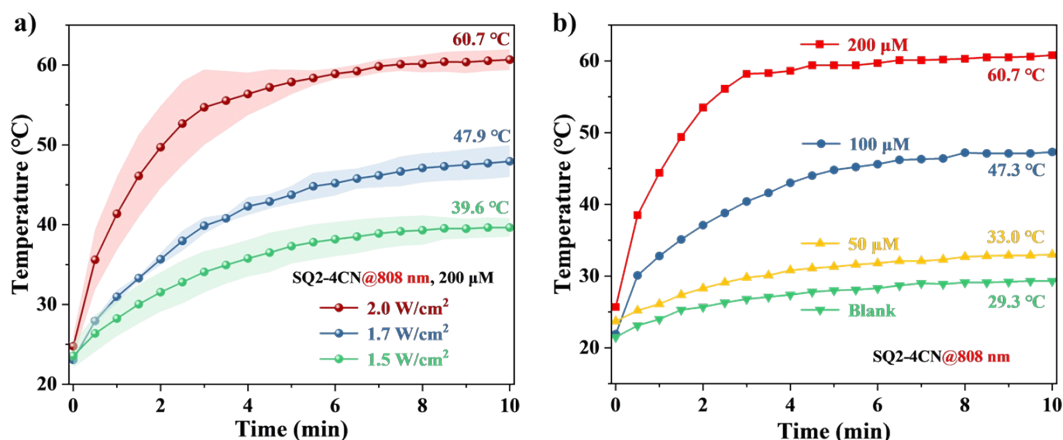 a)
Temperature (℃)
60
50
40
30
20
60.7 ℃
47.9 ℃
39.6 ℃
SQ2-4CN@808 nm, 200 μM
2.0 W/cm²
1.7 W/cm²
1.5 W/cm²
0 2 4 6 8 10
Time (min)
b)
Temperature (℃)
60
50
40
30
20
200 μM
60.7 ℃
100 μM
47.3 ℃
50 μM
33.0 ℃
Blank
29.3 ℃
SQ2-4CN@808 nm
0 2 4 6 8 10
Time (min)